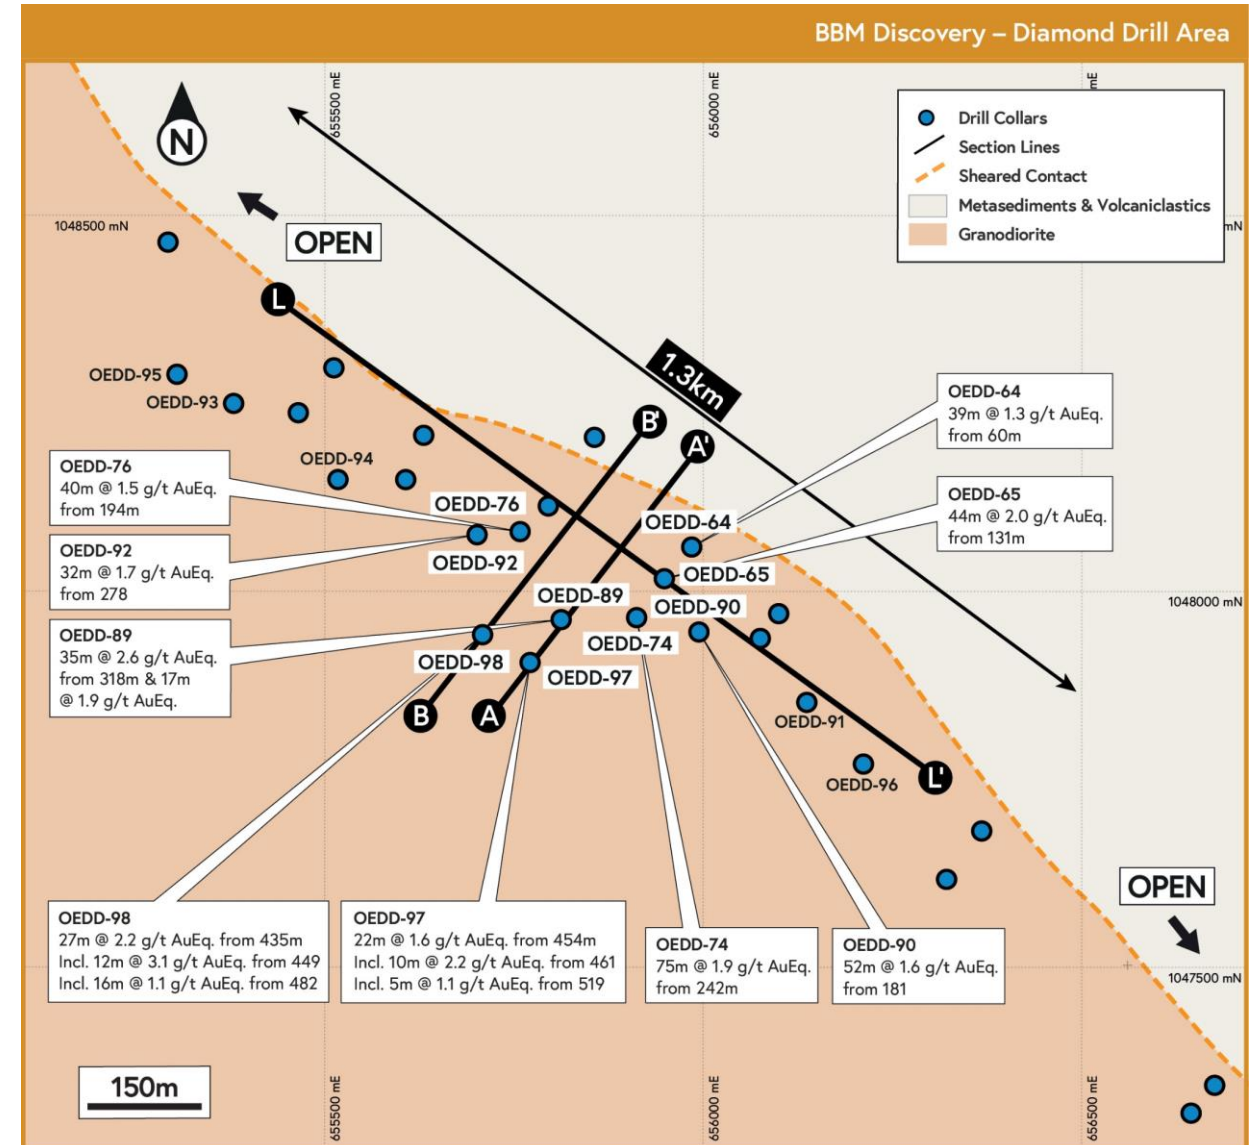 BBM Discovery – Diamond Drill Area
655500 mE
656000 mE
mE
N
Drill Collars
Section Lines
Sheared Contact
Metasediments & Volcaniclastics
Granodiorite
1048500 mN
mN
OPEN
L
1.3km
OEDD-95
OEDD-93
B'
A'
OEDD-64
39m @ 1.3 g/t AuEq.
from 60m
OEDD-94
OEDD-76
40m @ 1.5 g/t AuEq.
from 194m
OEDD-76
OEDD-64
OEDD-65
44m @ 2.0 g/t AuEq.
from 131m
OEDD-92
32m @ 1.7 g/t AuEq.
from 278
OEDD-92
OEDD-65
OEDD-89
OEDD-90
1048000 mN
OEDD-89
35m @ 2.6 g/t AuEq.
from 318m & 17m
@ 1.9 g/t AuEq.
OEDD-74
OEDD-98
OEDD-97
B
A
OEDD-91
OEDD-96
L'
OPEN
OEDD-98
27m @ 2.2 g/t AuEq. from 435m
Incl. 12m @ 3.1 g/t AuEq. from 449
Incl. 16m @ 1.1 g/t AuEq. from 482
OEDD-97
22m @ 1.6 g/t AuEq. from 454m
Incl. 10m @ 2.2 g/t AuEq. from 461
Incl. 5m @ 1.1 g/t AuEq. from 519
OEDD-74
75m @ 1.9 g/t AuEq.
from 242m
OEDD-90
52m @ 1.6 g/t AuEq.
from 181
1047500 mN
150m
655500 mE
656000 mE
656500 mE